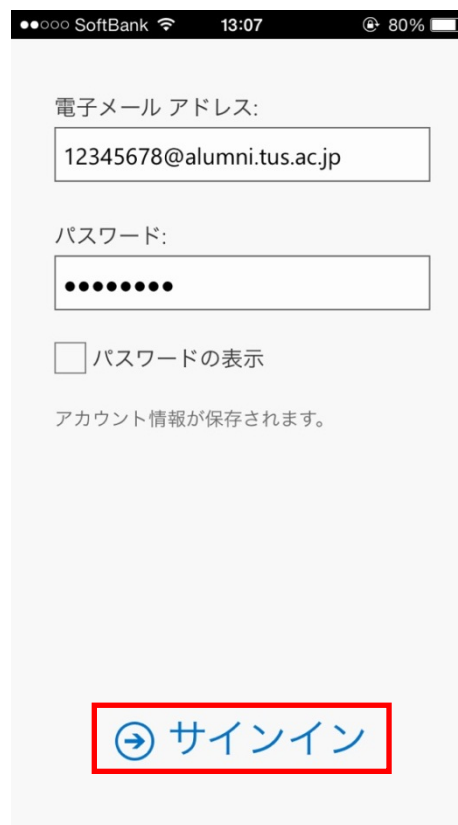 SoftBank 13:07 80%
電子メール アドレス:
12345678@alumni.tus.ac.jp
パスワード:
●●●●●●●●
パスワードの表示
アカウント情報が保存されます。
サインイン